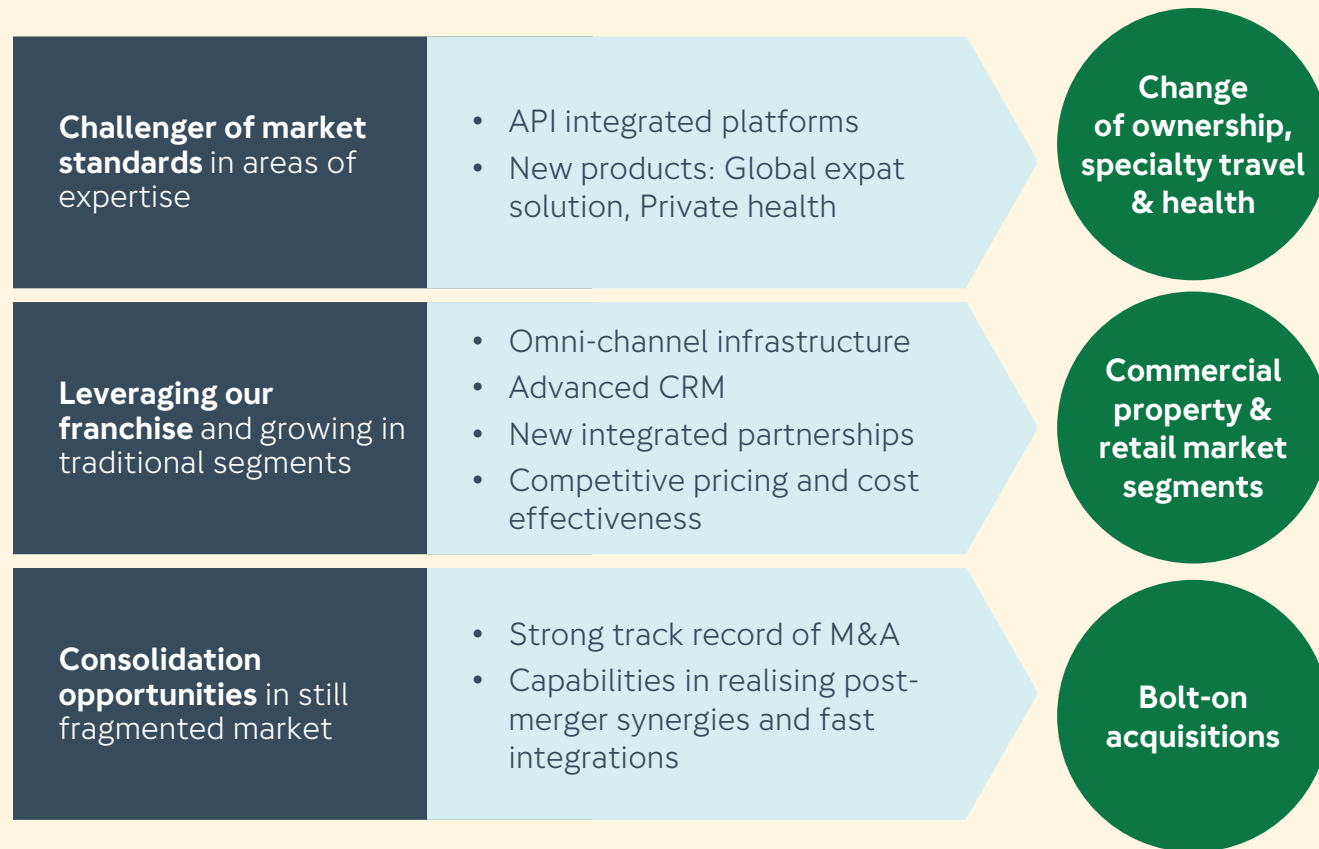 Challenger of market
standards in areas of
expertise
• API integrated platforms
• New products: Global expat
solution, Private health
Change
of ownership,
specialty travel
& health
Leveraging our
franchise and growing in
traditional segments
• Omni-channel infrastructure
• Advanced CRM
• New integrated partnerships
• Competitive pricing and cost
effectiveness
Commercial
property &
retail market
segments
Consolidation
opportunities in still
fragmented market
• Strong track record of M&A
• Capabilities in realising post-
merger synergies and fast
integrations
Bolt-on
acquisitions